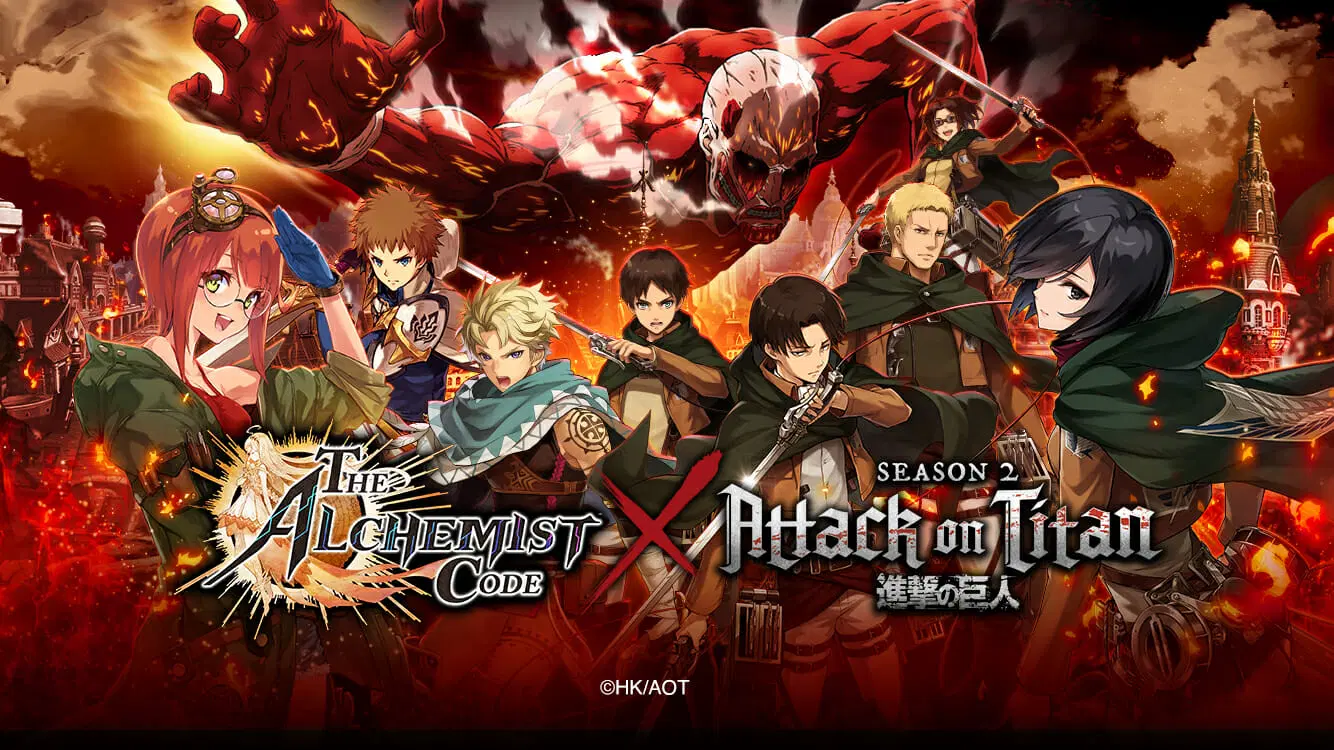 THE
ALCHEMIST
CODE
X
SEASON 2
Attack on Titan
進撃の巨人
©HK/AOT